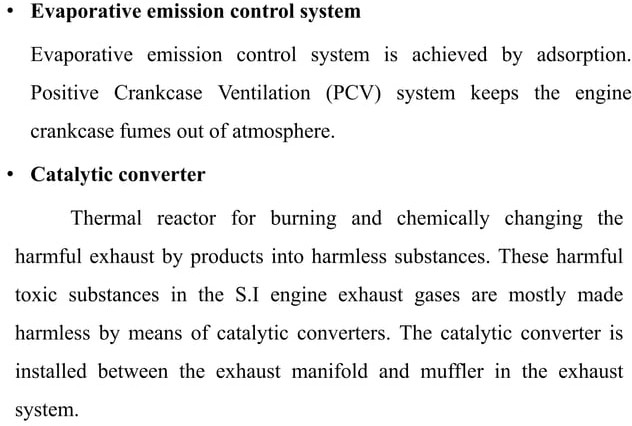 • Evaporative emission control system
Evaporative emission control system is achieved by adsorption.
Positive Crankcase Ventilation (PCV) system keeps the engine
crankcase fumes out of atmosphere.
• Catalytic converter
Thermal reactor for burning and chemically changing the
harmful exhaust by products into harmless substances. These harmful
toxic substances in the S.I engine exhaust gases are mostly made
harmless by means of catalytic converters. The catalytic converter is
installed between the exhaust manifold and muffler in the exhaust
system.